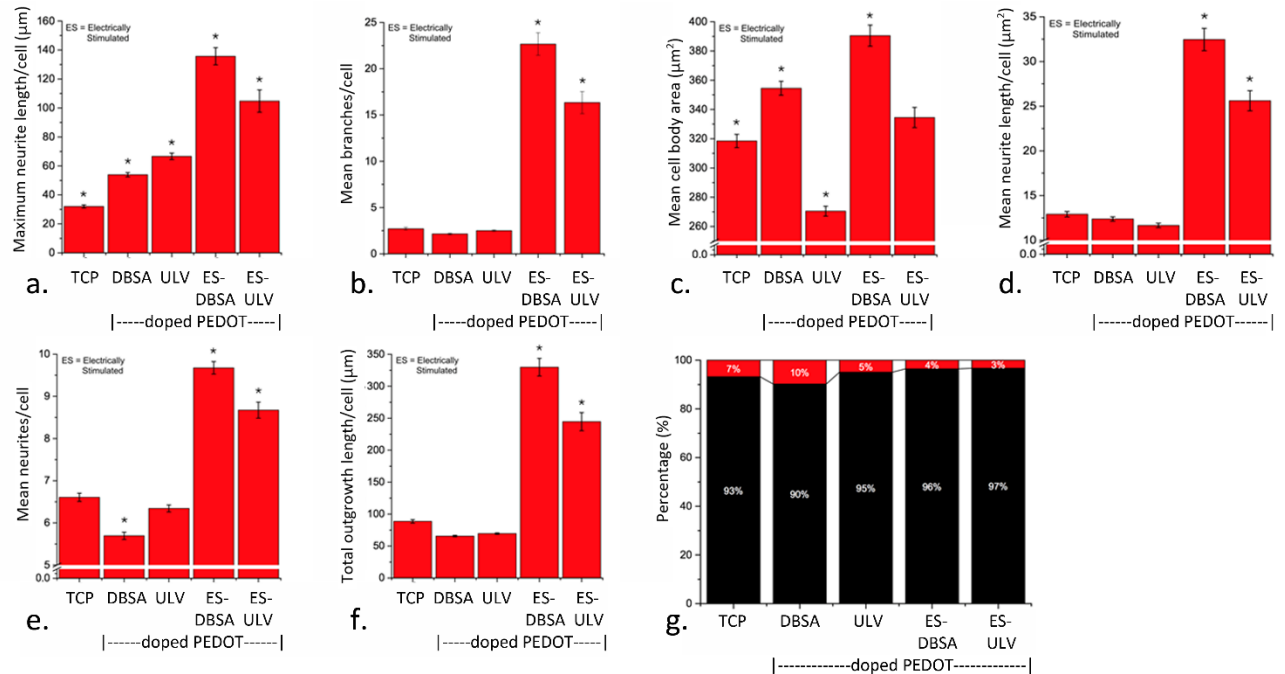 Maximum neurite length/cell (µm)
160
140
120
100
80
60
40
20
0
ES = Electrically
Stimulated
*
*
*
*
*
TCP DBSA ULV ES-DBSA ES-ULV
|-----doped PEDOT-----|
a.
Mean branches/cell
25
20
15
10
5
0
ES = Electrically
Stimulated
*
*
TCP DBSA ULV ES-DBSA ES-ULV
|-----doped PEDOT-----|
b.
Mean cell body area (µm²)
400
380
360
340
320
300
280
260
0.0
ES = Electrically
Stimulated
*
*
*
*
TCP DBSA ULV ES-DBSA ES-ULV
|-----doped PEDOT-----|
c.
Mean neurite length/cell (µm²)
35
30
25
20
15
10
0.0
ES = Electrically
Stimulated
*
*
TCP DBSA ULV ES-DBSA ES-ULV
|-----doped PEDOT-----|
d.
Mean neurites/cell
10
9
8
7
6
5
0.0
ES = Electrically
Stimulated
*
*
*
TCP DBSA ULV ES-DBSA ES-ULV
|------doped PEDOT-----|
e.
Total outgrowth length/cell (µm)
350
300
250
200
150
100
50
0
ES = Electrically
Stimulated
*
*
TCP DBSA ULV ES-DBSA ES-ULV
|------doped PEDOT-----|
f.
Percentage (%)
100
80
60
40
20
0
7% 10% 5% 4% 3%
93% 90% 95% 96% 97%
TCP DBSA ULV ES-DBSA ES-ULV
|-------------doped PEDOT-------------|
g.